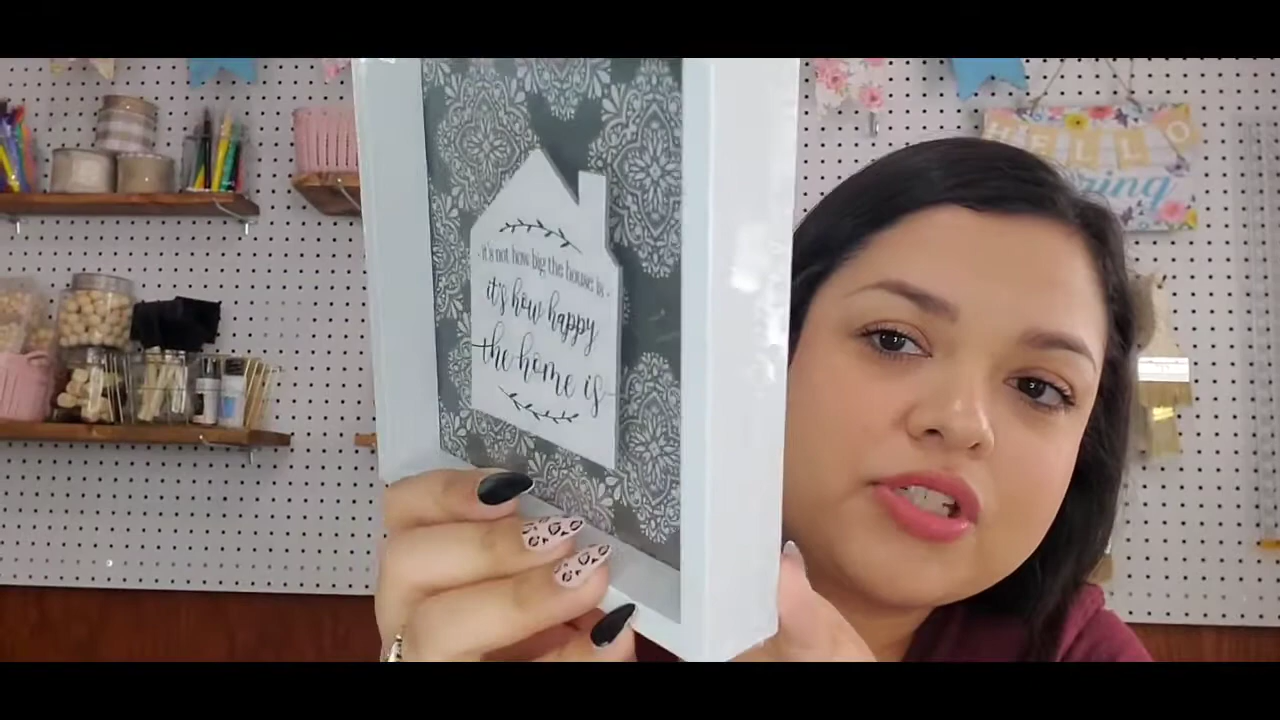 HELLO
spring
·it's not how big the house is·
it's how happy
the home is